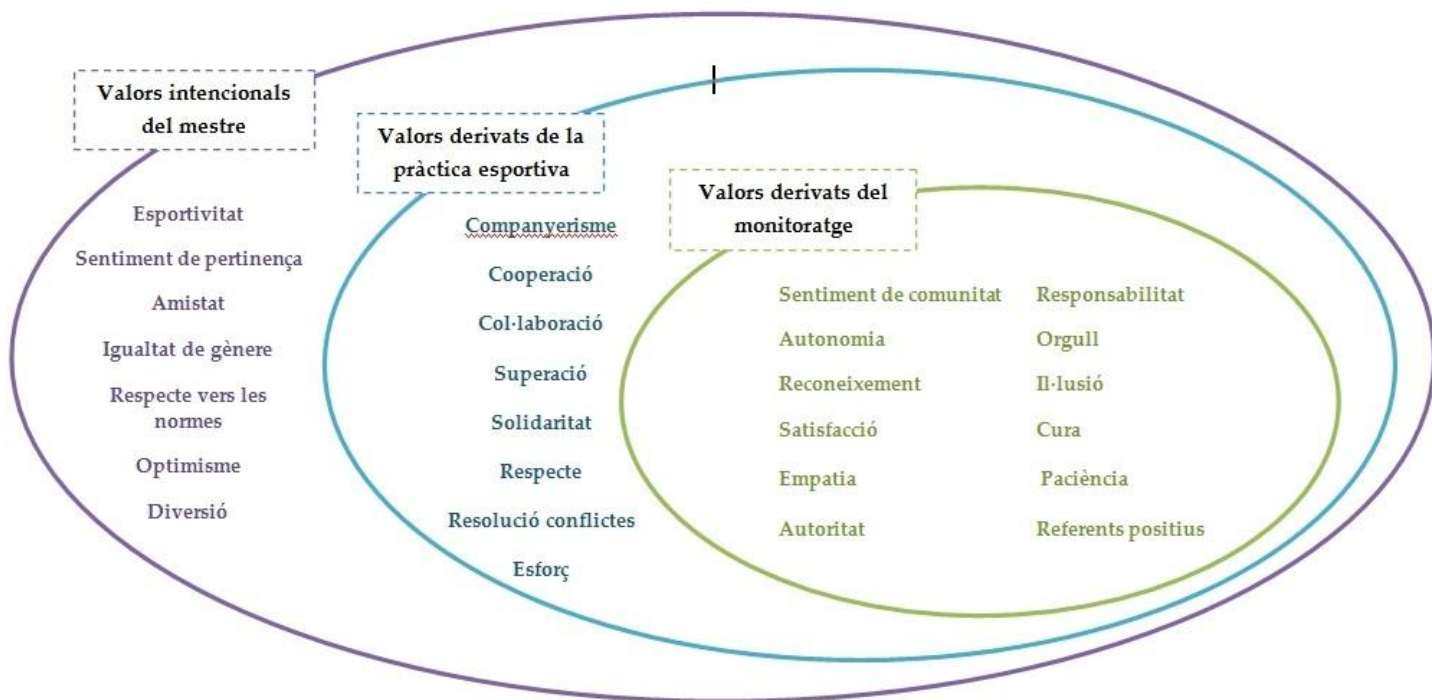 Valors intencionals
del mestre
Esportivitat
Sentiment de pertinença
Amistat
Igualtat de gènere
Respecte vers les
normes
Optimisme
Diversió
Valors derivats de la
pràctica esportiva
Companyerisme
Cooperació
Col·laboració
Superació
Solidaritat
Respecte
Resolució conflictes
Esforç
Valors derivats del
monitoratge
Sentiment de comunitat
Autonomia
Reconeixement
Satisfacció
Empatia
Autoritat
Responsabilitat
Orgull
Il·lusió
Cura
Paciència
Referents positius